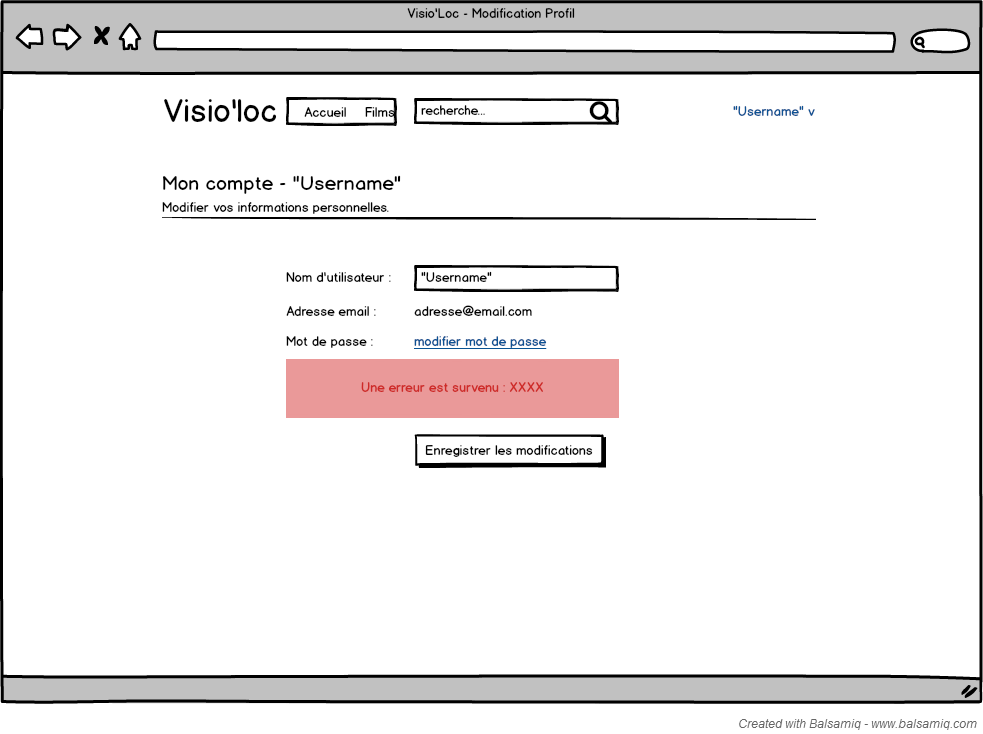 Visio'Loc - Modification Profil
Visio'loc Accueil Films recherche... "Username" v
Mon compte - "Username"
Modifier vos informations personnelles.
Nom d'utilisateur : "Username"
Adresse email : adresse@email.com
Mot de passe : modifier mot de passe
Une erreur est survenu : XXXX
Enregistrer les modifications
Created with Balsamiq - www.balsamiq.com